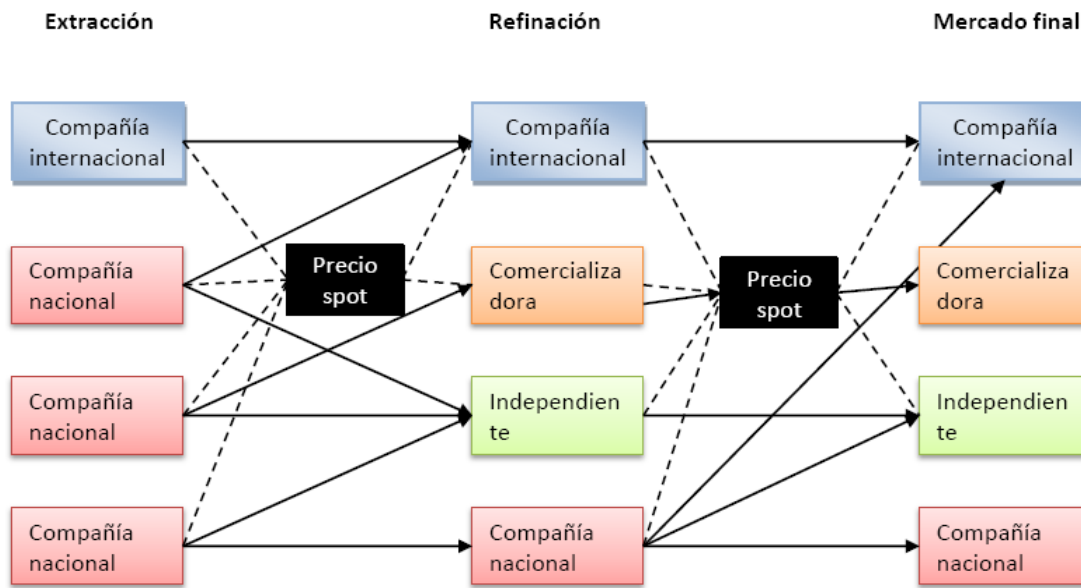 Extracción
Refinación
Mercado final
Compañía
internacional
Compañía
internacional
Compañía
internacional
Compañía
nacional
Precio
spot
Comercializa
dora
Precio
spot
Comercializa
dora
Compañía
nacional
Independien
te
Independien
te
Compañía
nacional
Compañía
nacional
Compañía
nacional